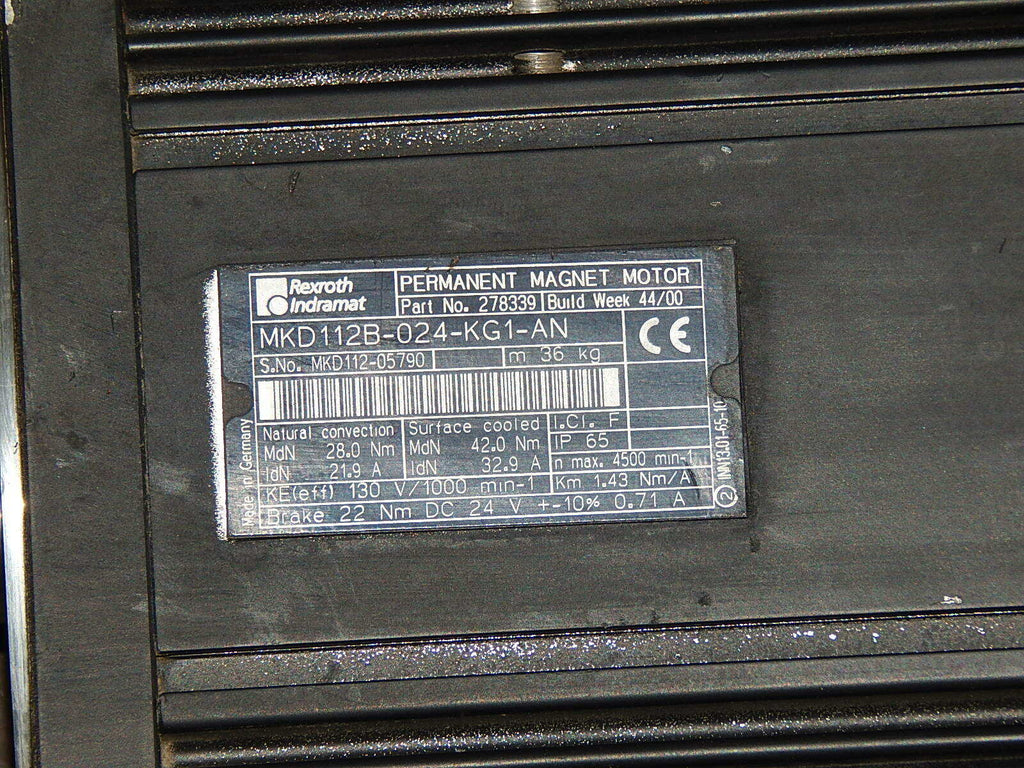 Rexroth
Indramat
PERMANENT MAGNET MOTOR
Part No. 278339 Build Week 44/00
MKD112B-024-KG1-AN
CE
S.No. MKD112-05790 m 36 kg
Natural convection
MdN 28.0 Nm
IdN 21.9 A
Surface cooled
MdN 42.0 Nm
IdN 32.9 A
I.Cl. F
IP 65
n max. 4500 min-1
KE(eff) 130 V/1000 min-1 Km 1.43 Nm/A
Brake 22 Nm DC 24 V +-10% 0.71 A
Made in Germany